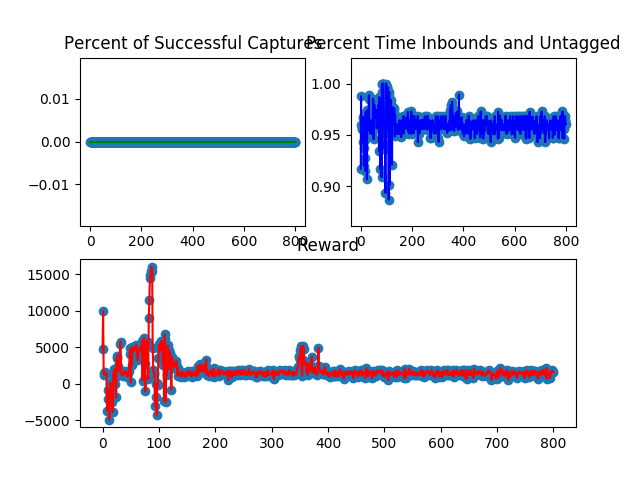 Percent of Successful Captures
Percent Time Inbounds and Untagged
0.01
0.00
−0.01
0 200 400 600 800
1.00
0.95
0.90
0 200 400 600 800
Reward
15000
10000
5000
0
−5000
0 100 200 300 400 500 600 700 800